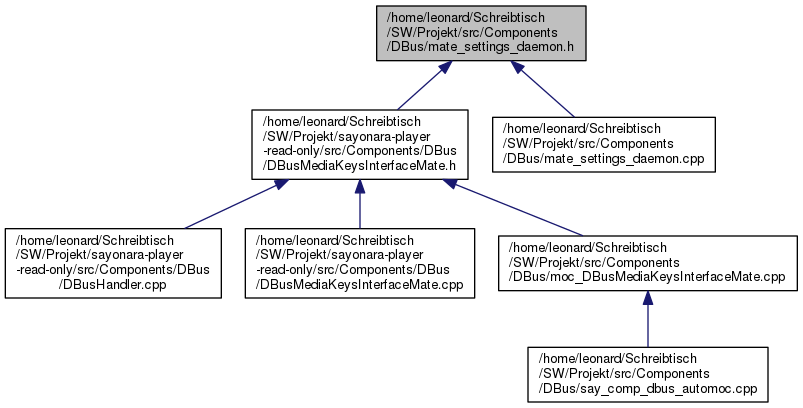 /home/leonard/Schreibtisch
/SW/Projekt/src/Components
/DBus/mate_settings_daemon.h
/home/leonard/Schreibtisch
/SW/Projekt/sayonara-player
-read-only/src/Components/DBus
/DBusMediaKeysInterfaceMate.h
/home/leonard/Schreibtisch
/SW/Projekt/src/Components
/DBus/mate_settings_daemon.cpp
/home/leonard/Schreibtisch
/SW/Projekt/sayonara-player
-read-only/src/Components/DBus
/DBusHandler.cpp
/home/leonard/Schreibtisch
/SW/Projekt/sayonara-player
-read-only/src/Components/DBus
/DBusMediaKeysInterfaceMate.cpp
/home/leonard/Schreibtisch
/SW/Projekt/src/Components
/DBus/moc_DBusMediaKeysInterfaceMate.cpp
/home/leonard/Schreibtisch
/SW/Projekt/src/Components
/DBus/say_comp_dbus_automoc.cpp